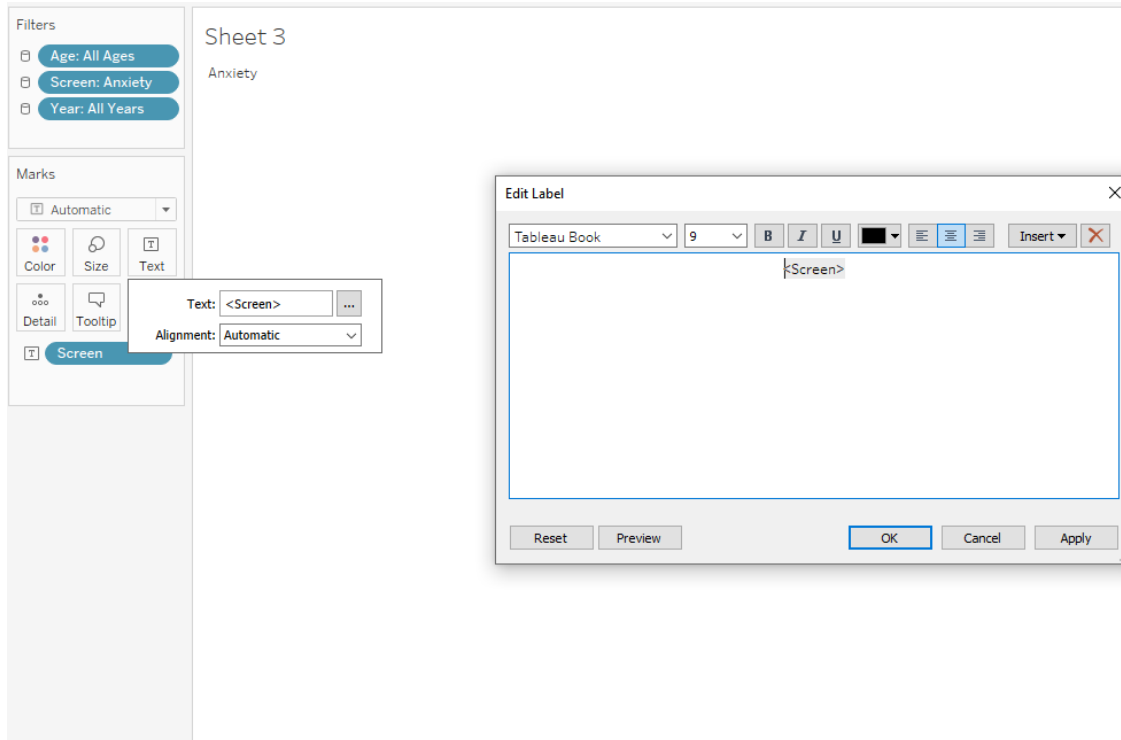 Filters
Age: All Ages
Screen: Anxiety
Year: All Years
Marks
T Automatic
Color Size T Text
Detail Tooltip
T Screen
Text: <Screen> ...
Alignment: Automatic
Sheet 3
Anxiety
Edit Label
Tableau Book 9 B I U Insert
<Screen>
Reset Preview OK Cancel Apply